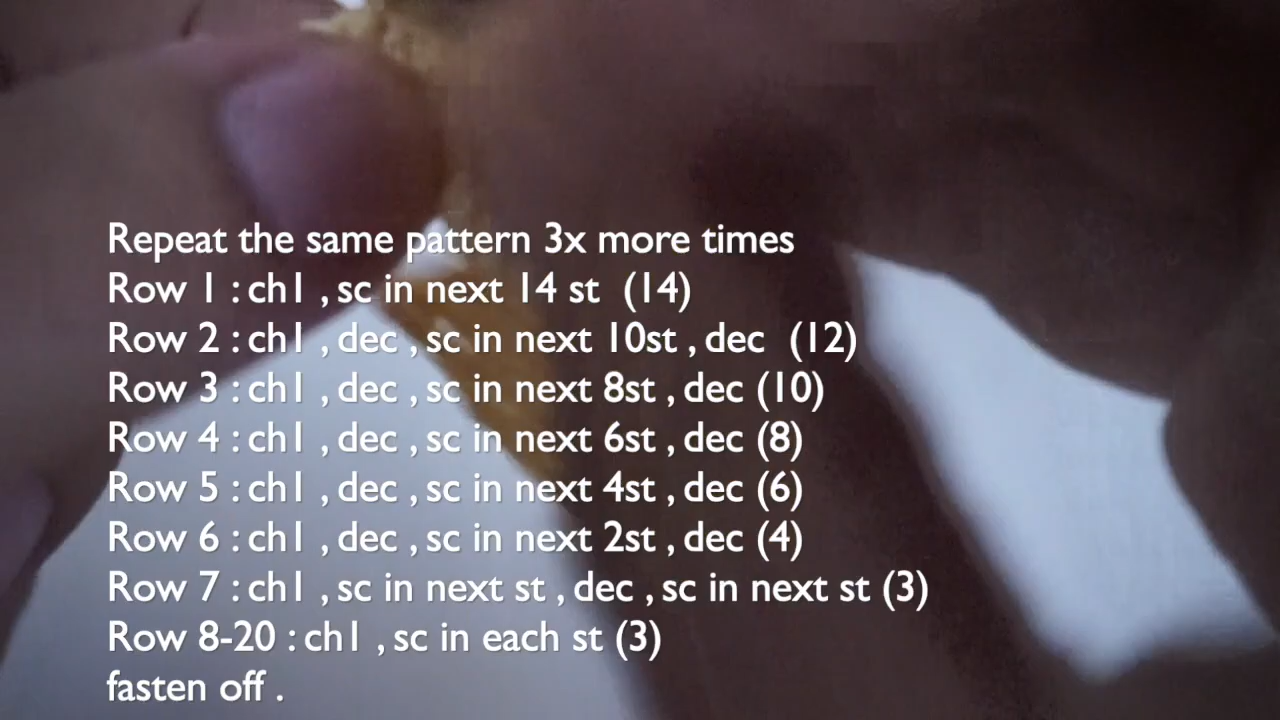 Repeat the same pattern 3x more times
Row 1 : ch1 , sc in next 14 st (14)
Row 2 : ch1 , dec , sc in next 10st , dec (12)
Row 3 : ch1 , dec , sc in next 8st , dec (10)
Row 4 : ch1 , dec , sc in next 6st , dec (8)
Row 5 : ch1 , dec , sc in next 4st , dec (6)
Row 6 : ch1 , dec , sc in next 2st , dec (4)
Row 7 : ch1 , sc in next st , dec , sc in next st (3)
Row 8-20 : ch1 , sc in each st (3)
fasten off .